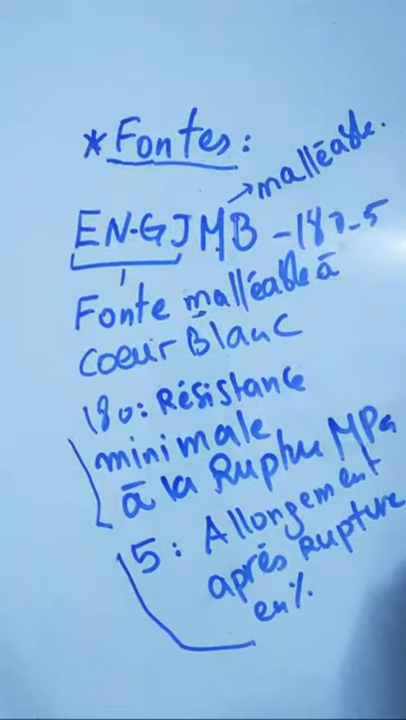 * Fontes :
malléable.
EN-GJMB - 180-5
Fonte malléable à
coeur Blanc
180 : Résistance
minimale
à la Rupture MPa
5 : Allongement
après Rupture
en %